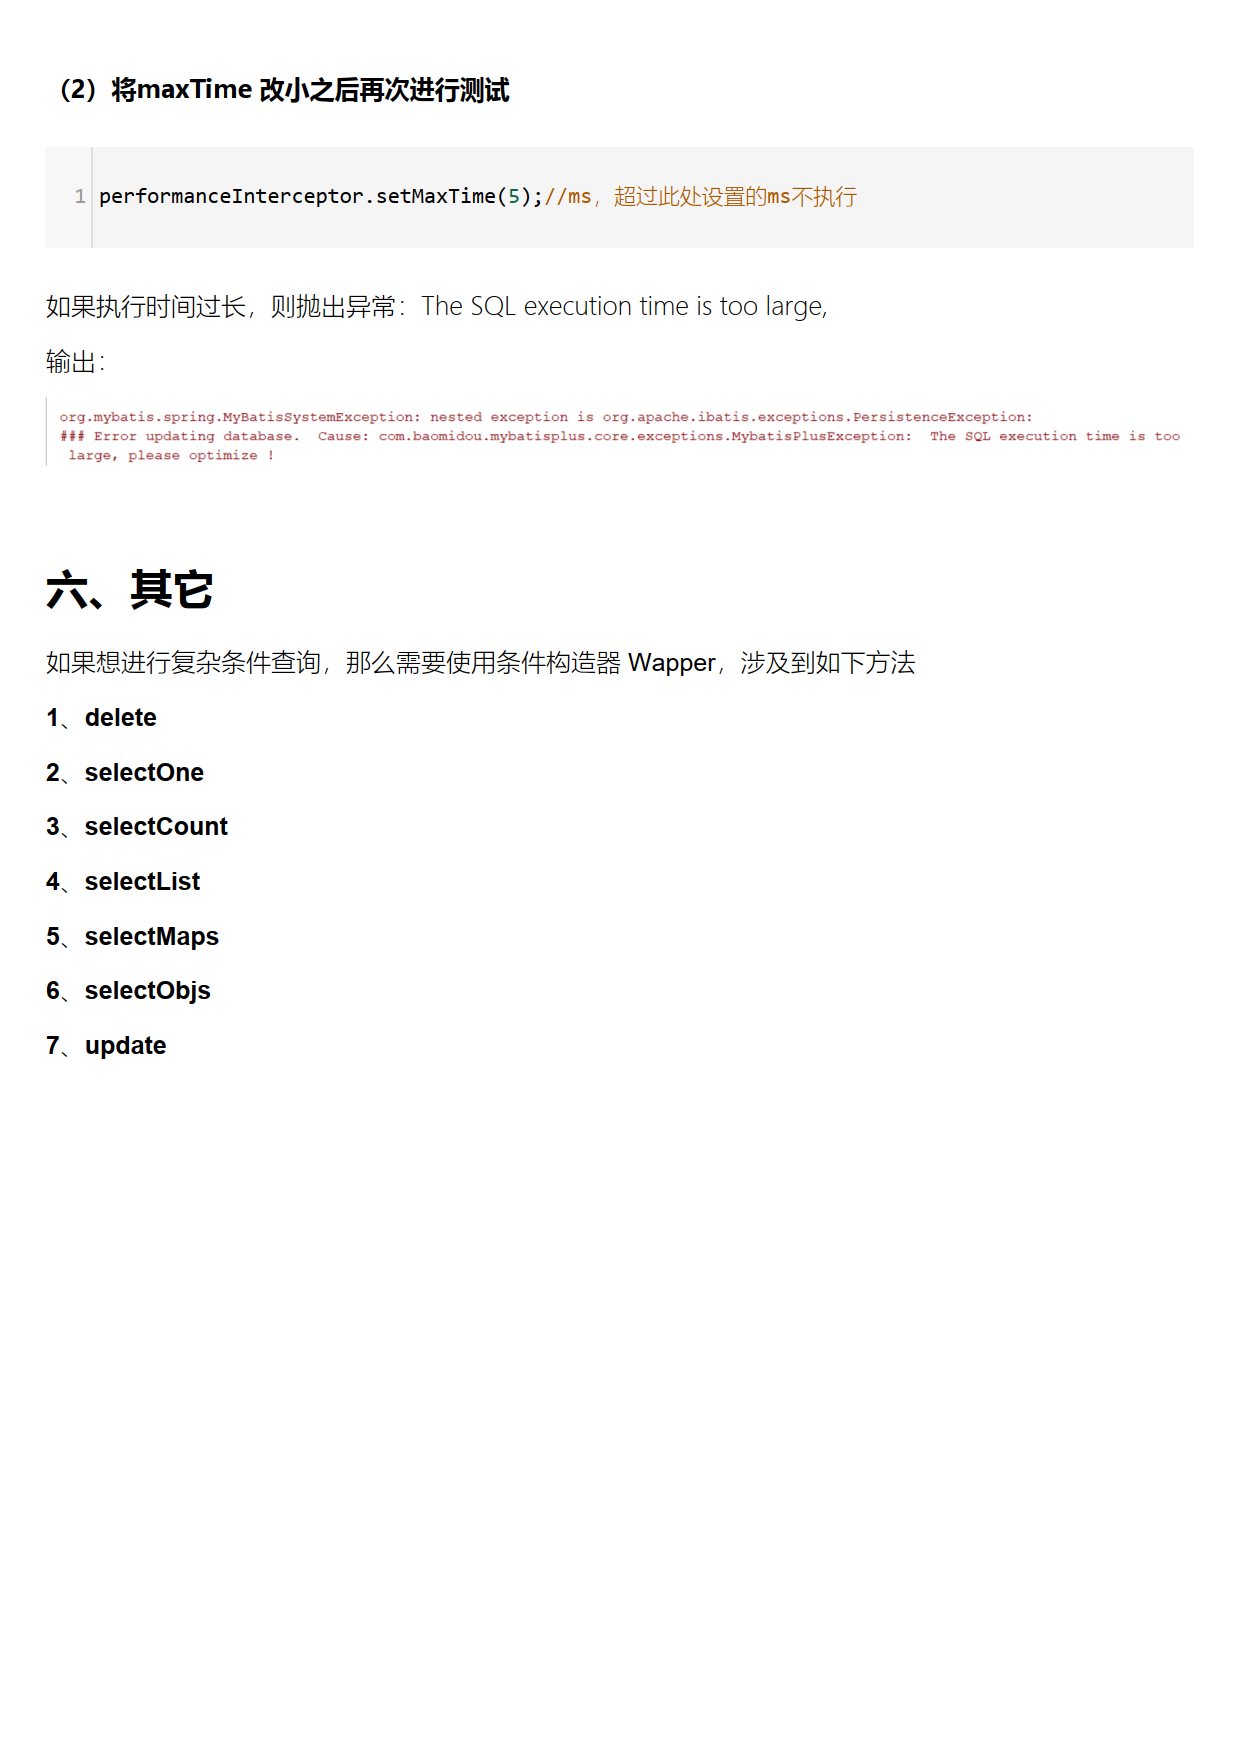 （2）将maxTime 改小之后再次进行测试
1 performanceInterceptor.setMaxTime(5);//ms，超过此处设置的ms不执行
如果执行时间过长，则抛出异常：The SQL execution time is too large,
输出：
org.mybatis.spring.MyBatisSystemException: nested exception is org.apache.ibatis.exceptions.PersistenceException:
### Error updating database.  Cause: com.baomidou.mybatisplus.core.exceptions.MybatisPlusException:  The SQL execution time is too
large, please optimize !
六、其它
如果想进行复杂条件查询，那么需要使用条件构造器 Wapper，涉及到如下方法
1、delete
2、selectOne
3、selectCount
4、selectList
5、selectMaps
6、selectObjs
7、update